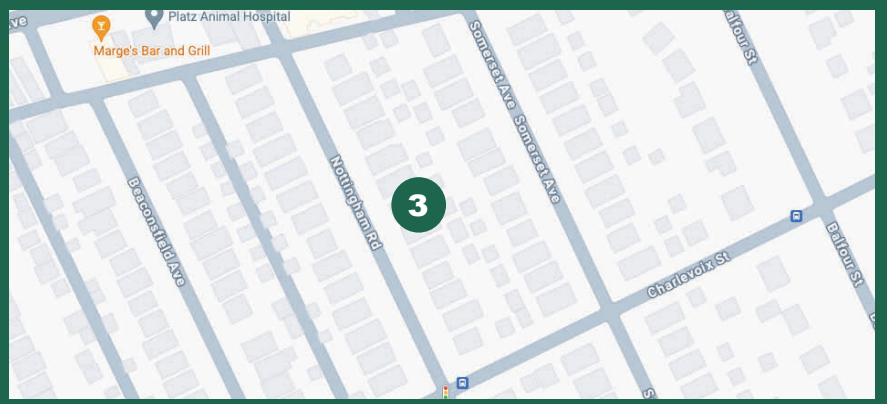 Ave
Platz Animal Hospital
Marge's Bar and Grill
Somerset Ave
Somerset Ave
Balfour St
Beaconsfield Ave
Nottingham Rd
3
Charlevoix St
Balfour St
S